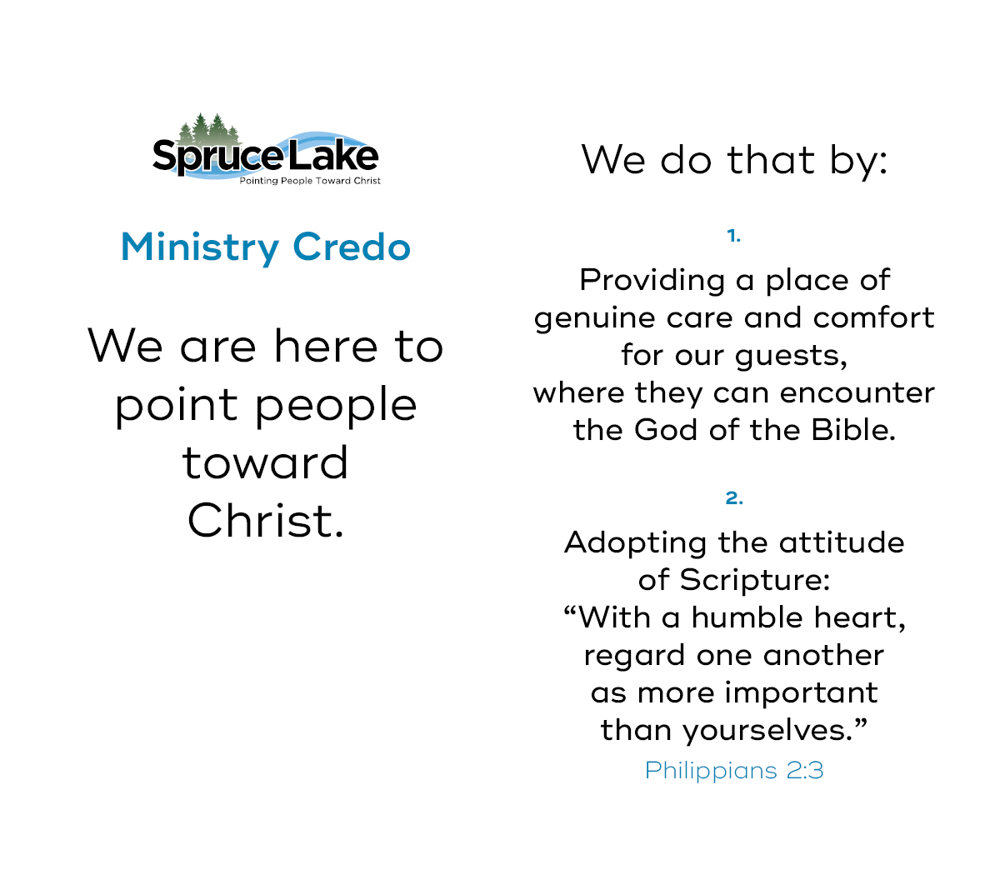 Spruce Lake
Pointing People Toward Christ
Ministry Credo
We are here to
point people
toward
Christ.
We do that by:
1.
Providing a place of
genuine care and comfort
for our guests,
where they can encounter
the God of the Bible.
2.
Adopting the attitude
of Scripture:
“With a humble heart,
regard one another
as more important
than yourselves.”
Philippians 2:3